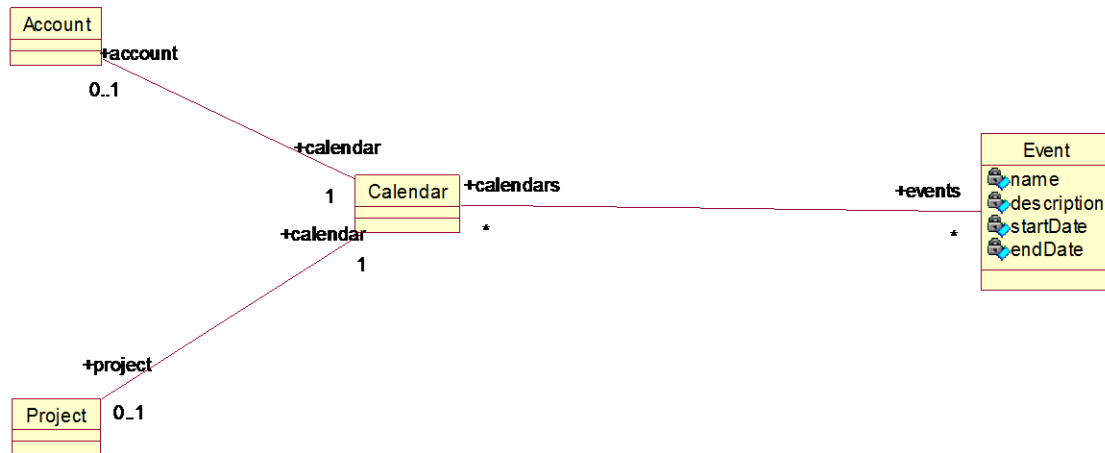 Account
+account
0..1
+calendar
1
Calendar
+calendars
*
+events
*
Event
name
description
startDate
endDate
+calendar
1
+project
0..1
Project